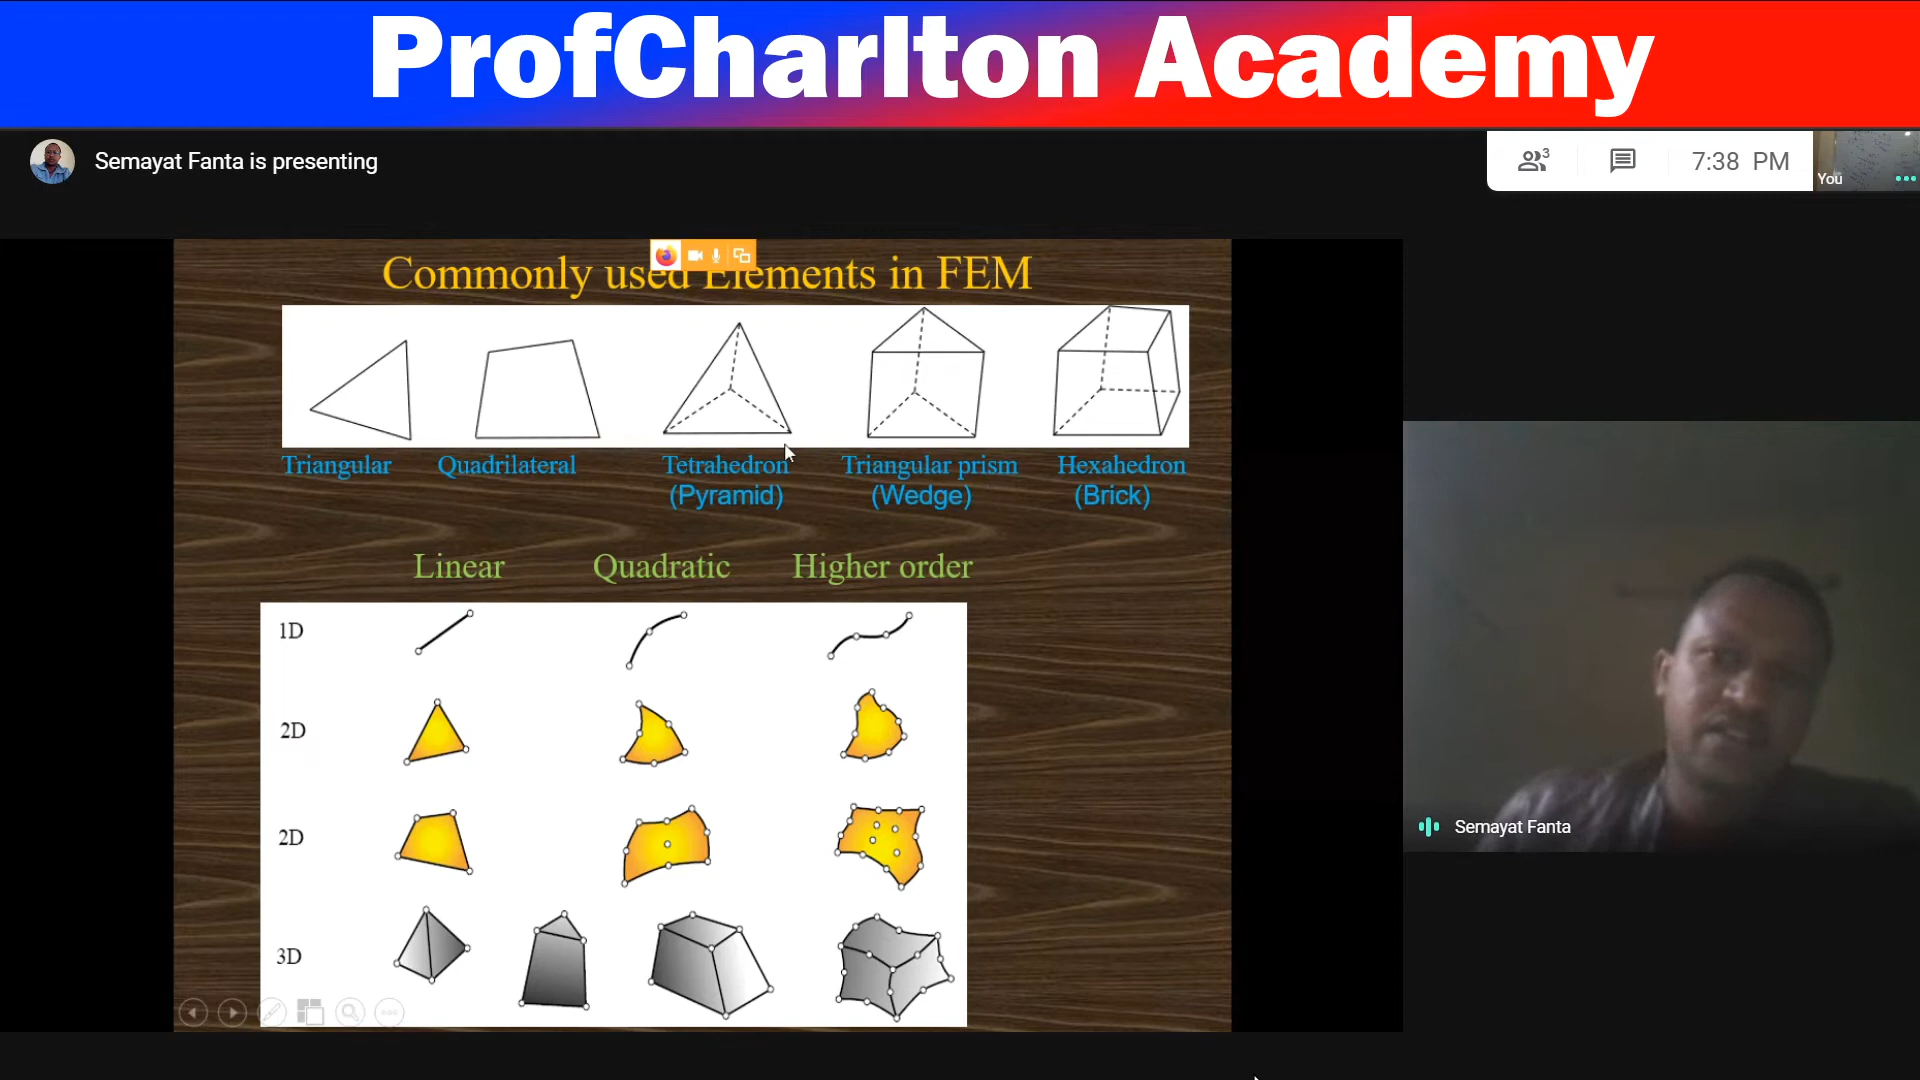 ProfCharlton Academy
Semayat Fanta is presenting
3
7:38 PM
You
Commonly used Elements in FEM
Triangular Quadrilateral Tetrahedron Triangular prism Hexahedron
(Pyramid) (Wedge) (Brick)
Linear Quadratic Higher order
1D
2D
2D
3D
Semayat Fanta